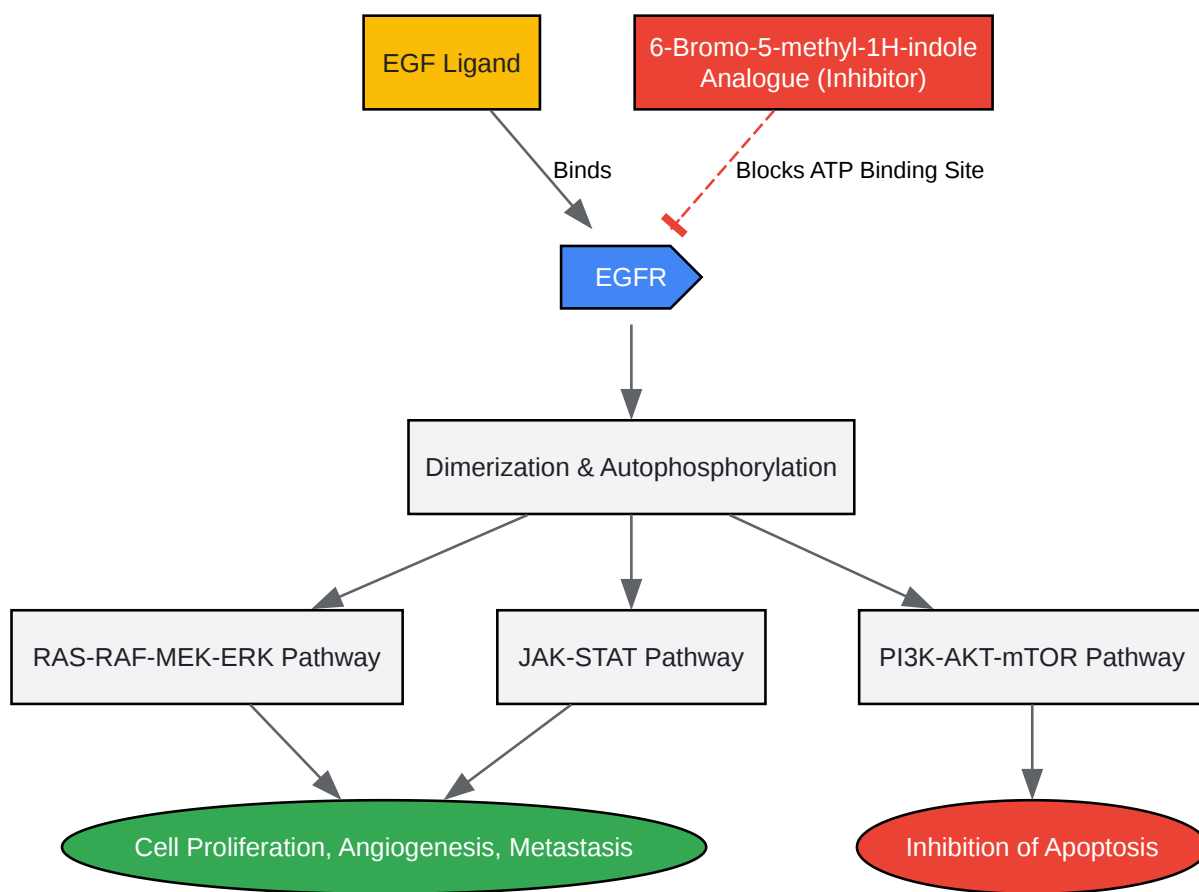 EGF Ligand
6-Bromo-5-methyl-1H-indole
Analogue (Inhibitor)
Binds
Blocks ATP Binding Site
EGFR
Dimerization & Autophosphorylation
RAS-RAF-MEK-ERK Pathway
JAK-STAT Pathway
PI3K-AKT-mTOR Pathway
Cell Proliferation, Angiogenesis, Metastasis
Inhibition of Apoptosis